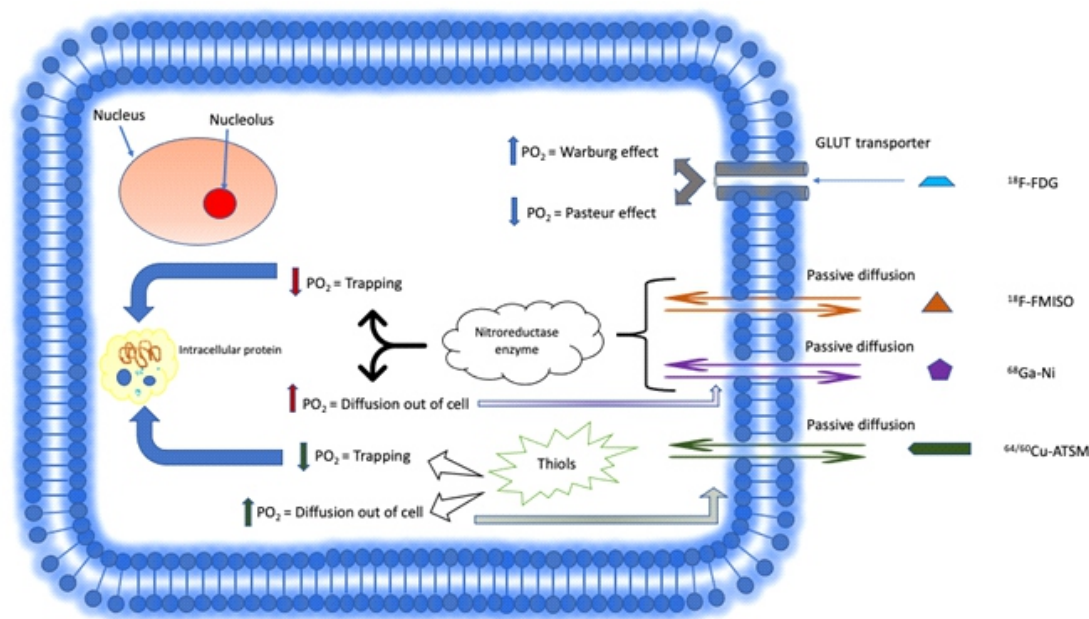 Nucleus
Nucleolus
PO₂ = Warburg effect
GLUT transporter
¹⁸F-FDG
PO₂ = Pasteur effect
PO₂ = Trapping
Passive diffusion
¹⁸F-FMISO
Nitroreductase
enzyme
Intracellular protein
Passive diffusion
⁶⁸Ga-Ni
PO₂ = Diffusion out of cell
Passive diffusion
PO₂ = Trapping
Thiols
⁶⁴/⁶⁰Cu-ATSM
PO₂ = Diffusion out of cell